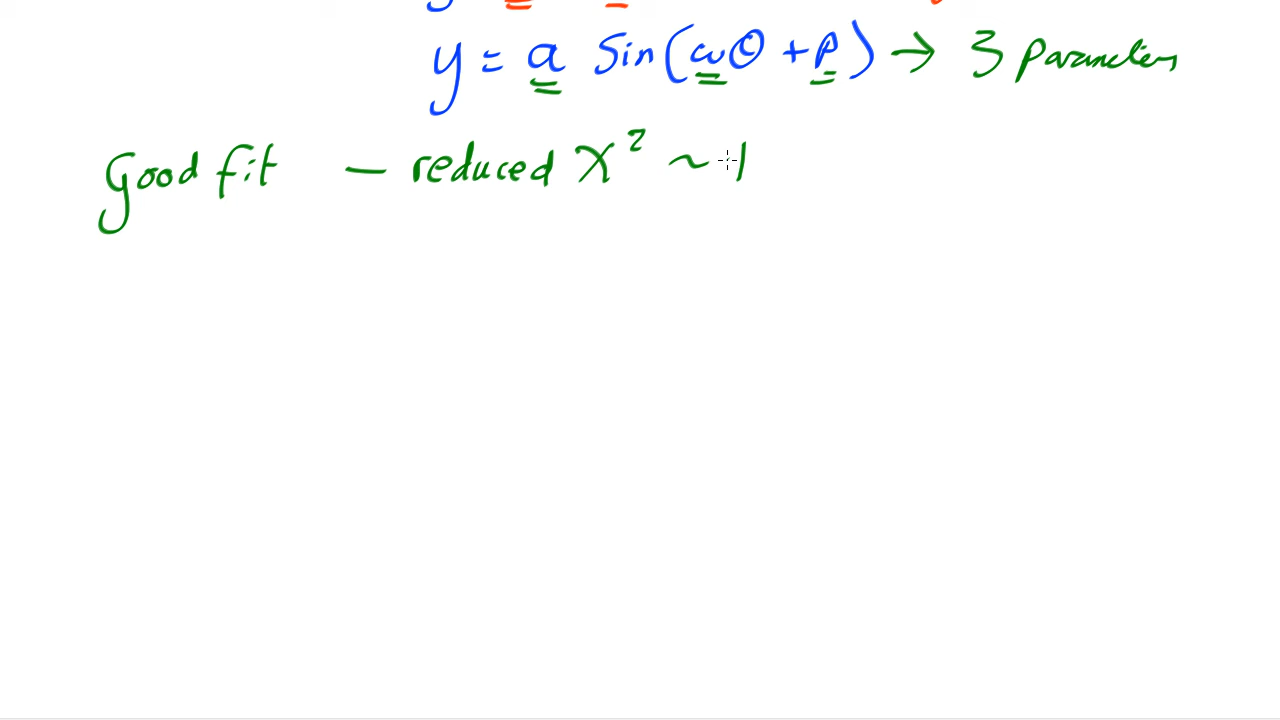 y = a sin(ωθ + p) → 3 parameters
Good fit — reduced χ² ~ 1